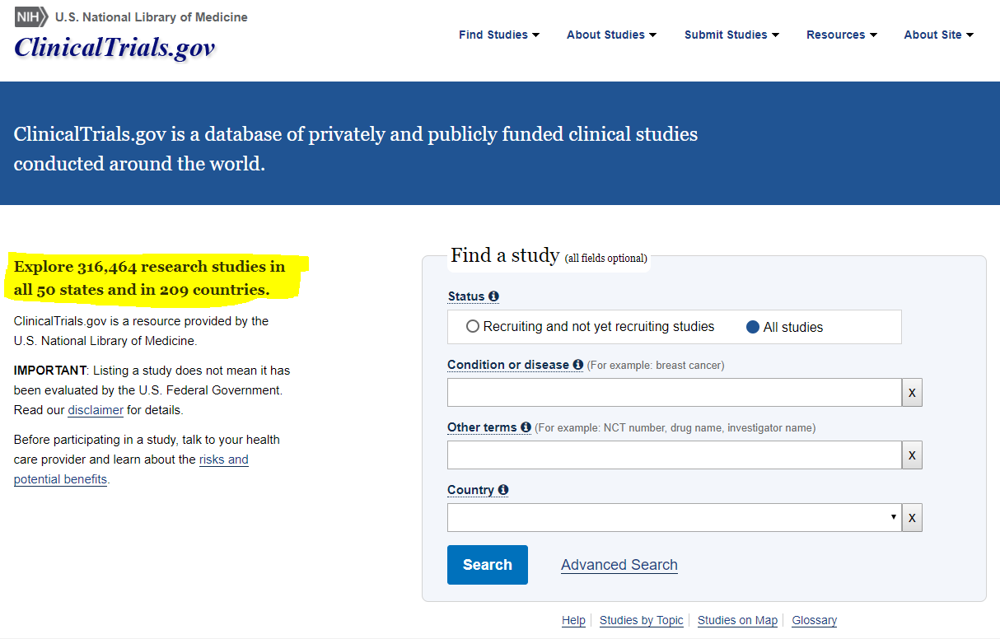 NIH U.S. National Library of Medicine
ClinicalTrials.gov
Find Studies About Studies Submit Studies Resources About Site
ClinicalTrials.gov is a database of privately and publicly funded clinical studies
conducted around the world.
Explore 316,464 research studies in
all 50 states and in 209 countries.
ClinicalTrials.gov is a resource provided by the
U.S. National Library of Medicine.
IMPORTANT: Listing a study does not mean it has
been evaluated by the U.S. Federal Government.
Read our disclaimer for details.
Before participating in a study, talk to your health
care provider and learn about the risks and
potential benefits.
Find a study (all fields optional)
Status
Recruiting and not yet recruiting studies All studies
Condition or disease (For example: breast cancer)
X
Other terms (For example: NCT number, drug name, investigator name)
X
Country
X
Search Advanced Search
Help Studies by Topic Studies on Map Glossary